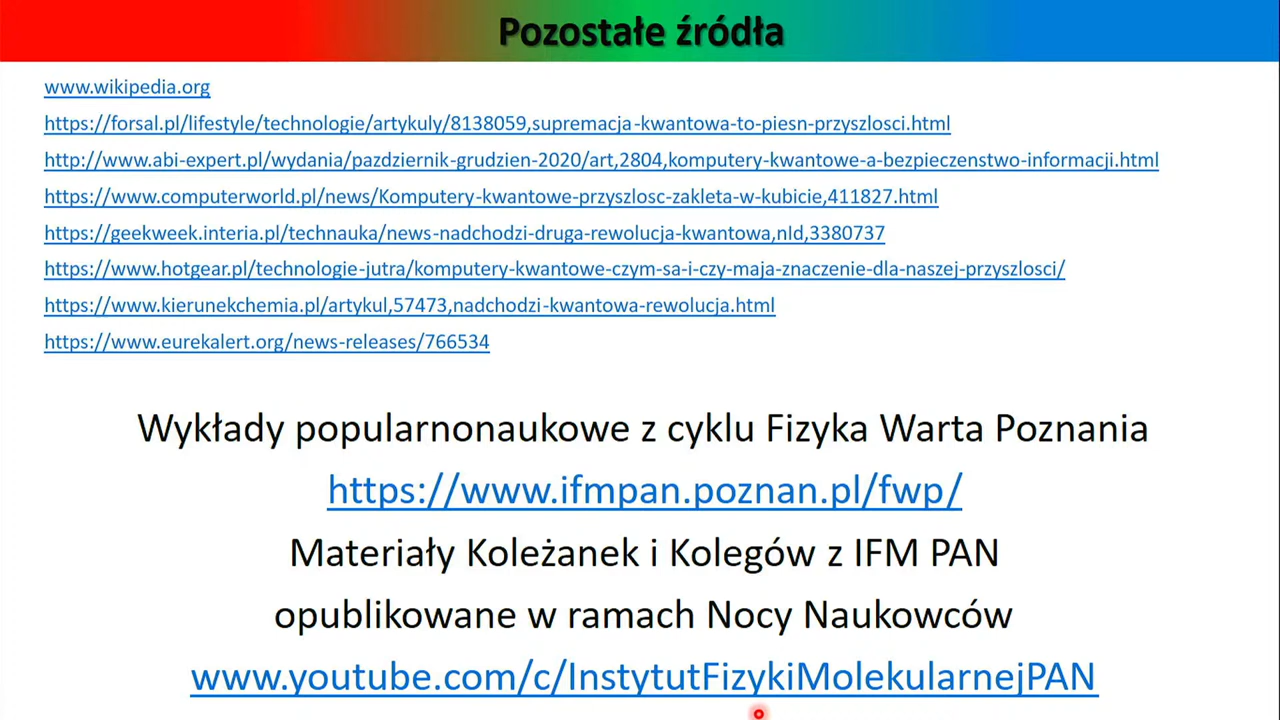 Pozostałe źródła
www.wikipedia.org
https://forsal.pl/lifestyle/technologie/artykuly/8138059,supremacja-kwantowa-to-piesn-przyszlosci.html
http://www.abi-expert.pl/wydania/pazdziernik-grudzien-2020/art,2804,komputery-kwantowe-a-bezpieczenstwo-informacji.html
https://www.computerworld.pl/news/Komputery-kwantowe-przyszlosc-zakleta-w-kubicie,411827.html
https://geekweek.interia.pl/technauka/news-nadchodzi-druga-rewolucja-kwantowa,nId,3380737
https://www.hotgear.pl/technologie-jutra/komputery-kwantowe-czym-sa-i-czy-maja-znaczenie-dla-naszej-przyszlosci/
https://www.kierunekchemia.pl/artykul,57473,nadchodzi-kwantowa-rewolucja.html
https://www.eurekalert.org/news-releases/766534
Wykłady popularnonaukowe z cyklu Fizyka Warta Poznania
https://www.ifmpan.poznan.pl/fwp/
Materiały Koleżanek i Kolegów z IFM PAN
opublikowane w ramach Nocy Naukowców
www.youtube.com/c/InstytutFizykiMolekularnejPAN